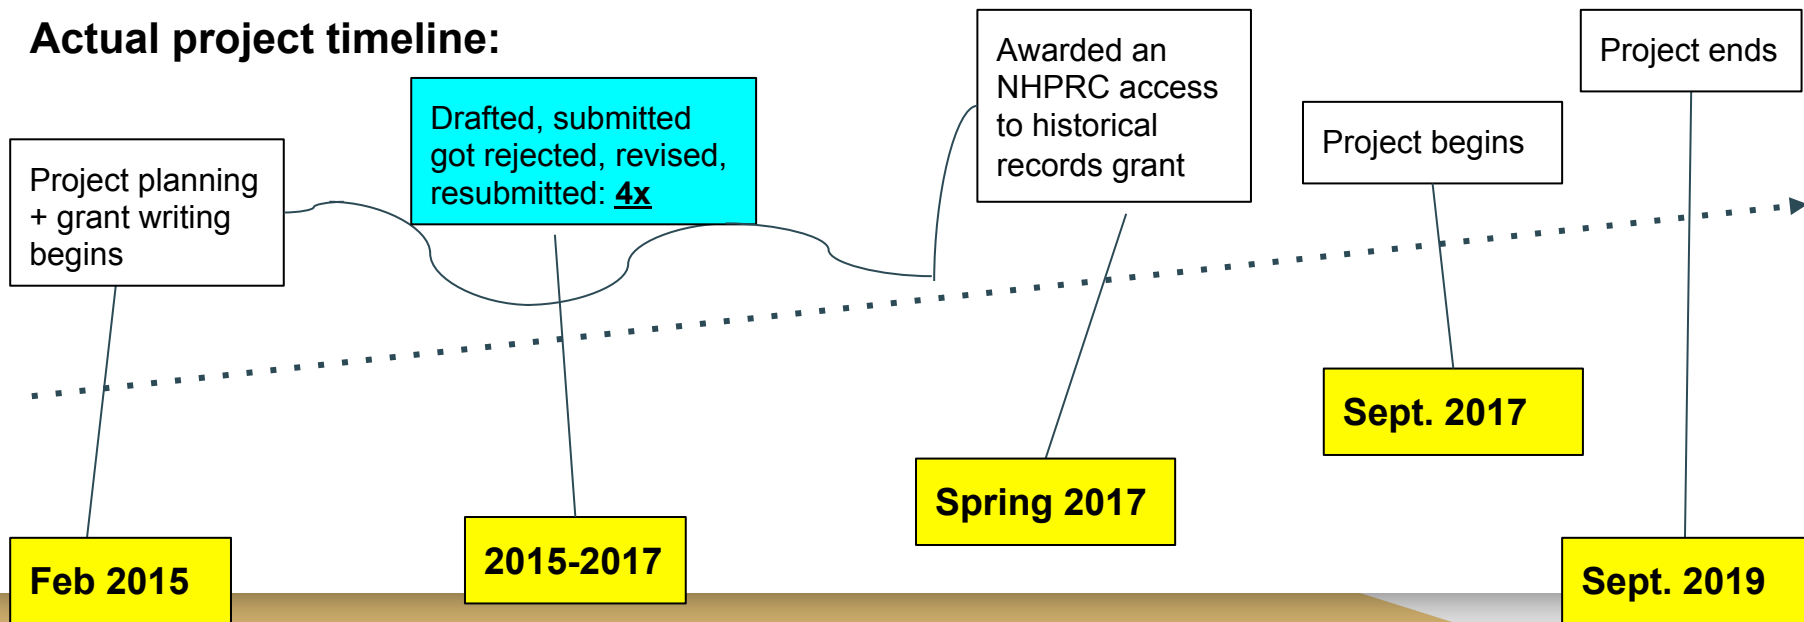 Actual project timeline:
Project planning
+ grant writing
begins
Drafted, submitted
got rejected, revised,
resubmitted: 4x
Awarded an
NHPRC access
to historical
records grant
Project begins
Project ends
Feb 2015
2015-2017
Spring 2017
Sept. 2017
Sept. 2019